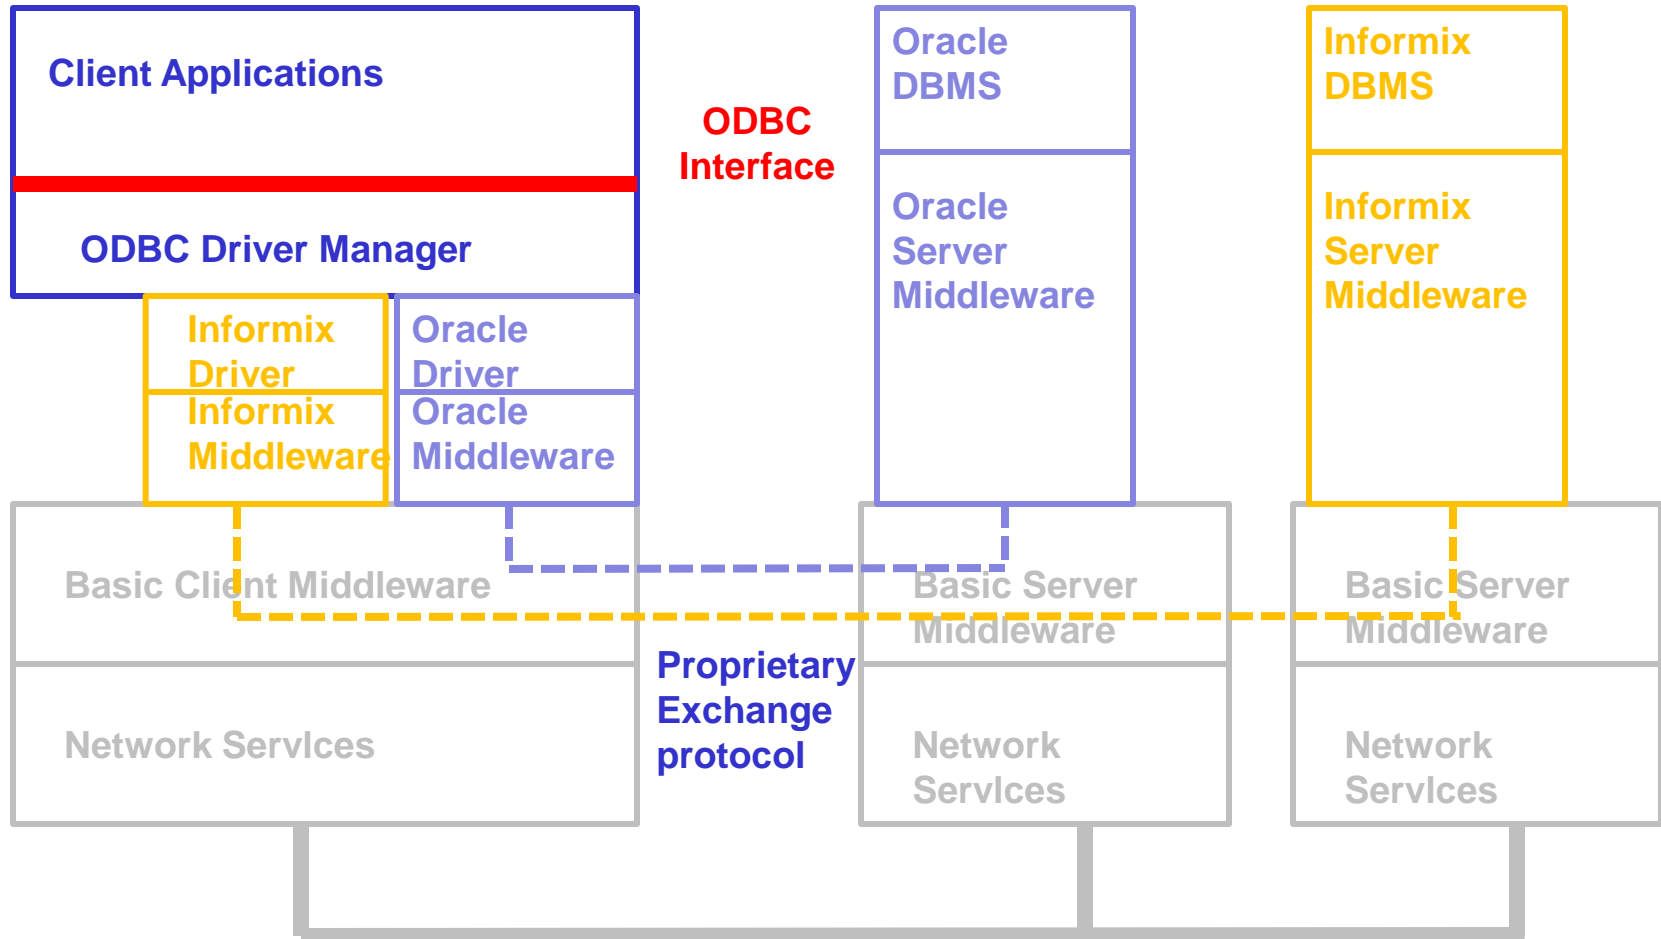 Client Applications
ODBC
Interface
ODBC Driver Manager
Informix
Driver
Informix
Middleware
Oracle
Driver
Oracle
Middleware
Basic Client Middleware
Network ServIces
Proprietary
Exchange
protocol
Oracle
DBMS
Oracle
Server
Middleware
Basic Server
Middleware
Network
ServIces
Informix
DBMS
Informix
Server
Middleware
Basic Server
Middleware
Network
ServIces